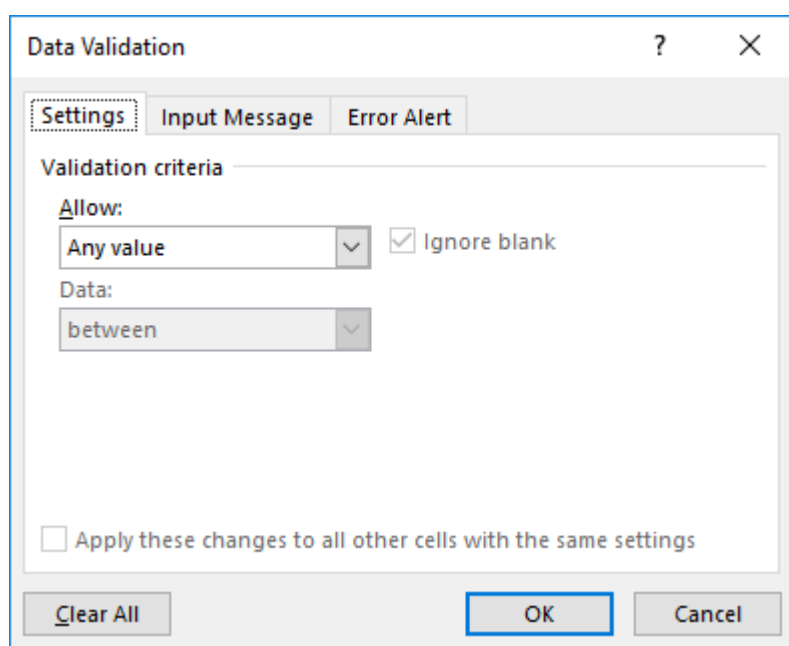 Data Validation ?
Settings Input Message Error Alert
Validation criteria
Allow:
Any value Ignore blank
Data:
between
Apply these changes to all other cells with the same settings
Clear All OK Cancel